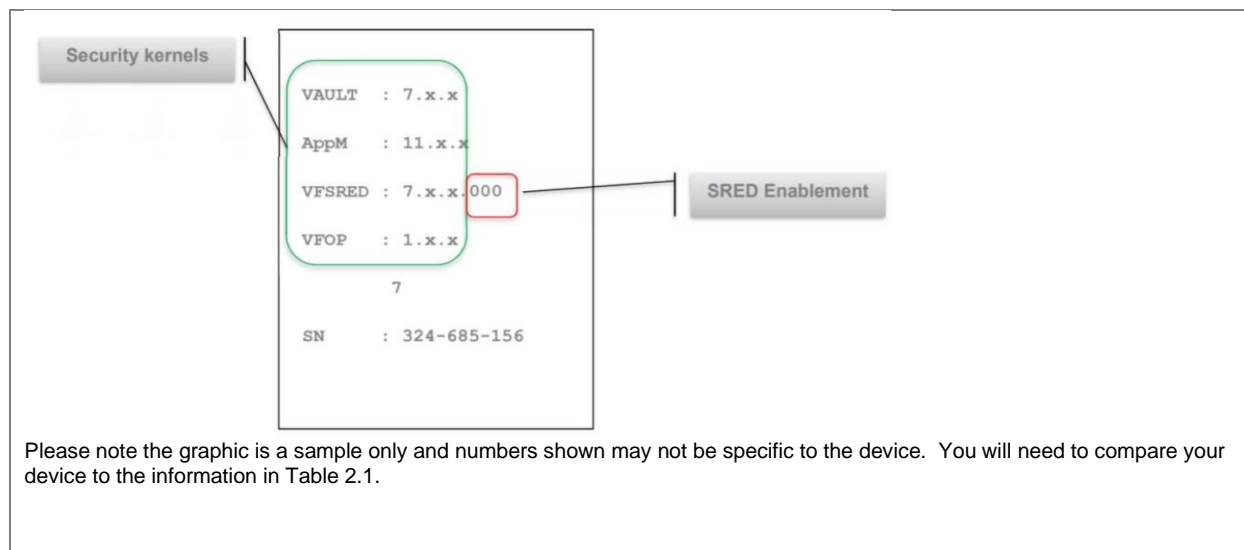 Security kernels
VAULT : 7.x.x
AppM : 11.x.x
VFSRED : 7.x.x.000
SRED Enablement
VFOP : 1.x.x
7
SN : 324-685-156
Please note the graphic is a sample only and numbers shown may not be specific to the device. You will need to compare your
device to the information in Table 2.1.